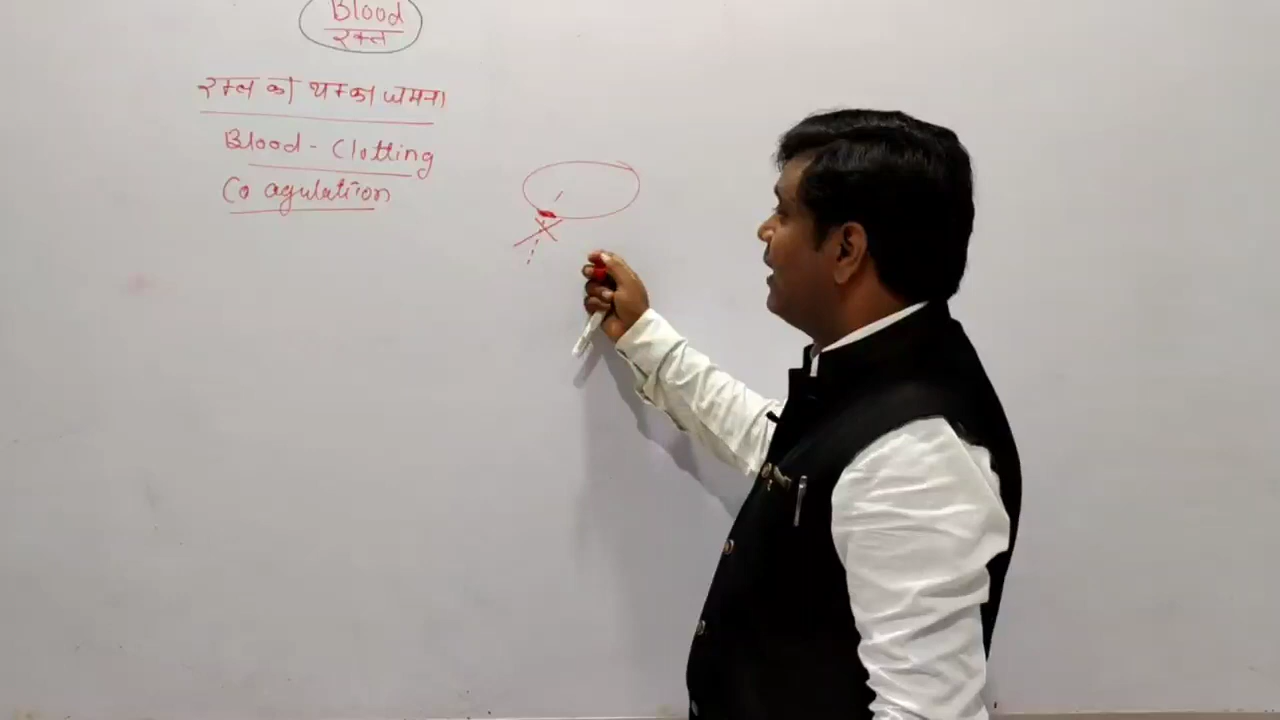 Blood
रक्त
रक्त का थक्का जमना
Blood - Clotting
Coagulation